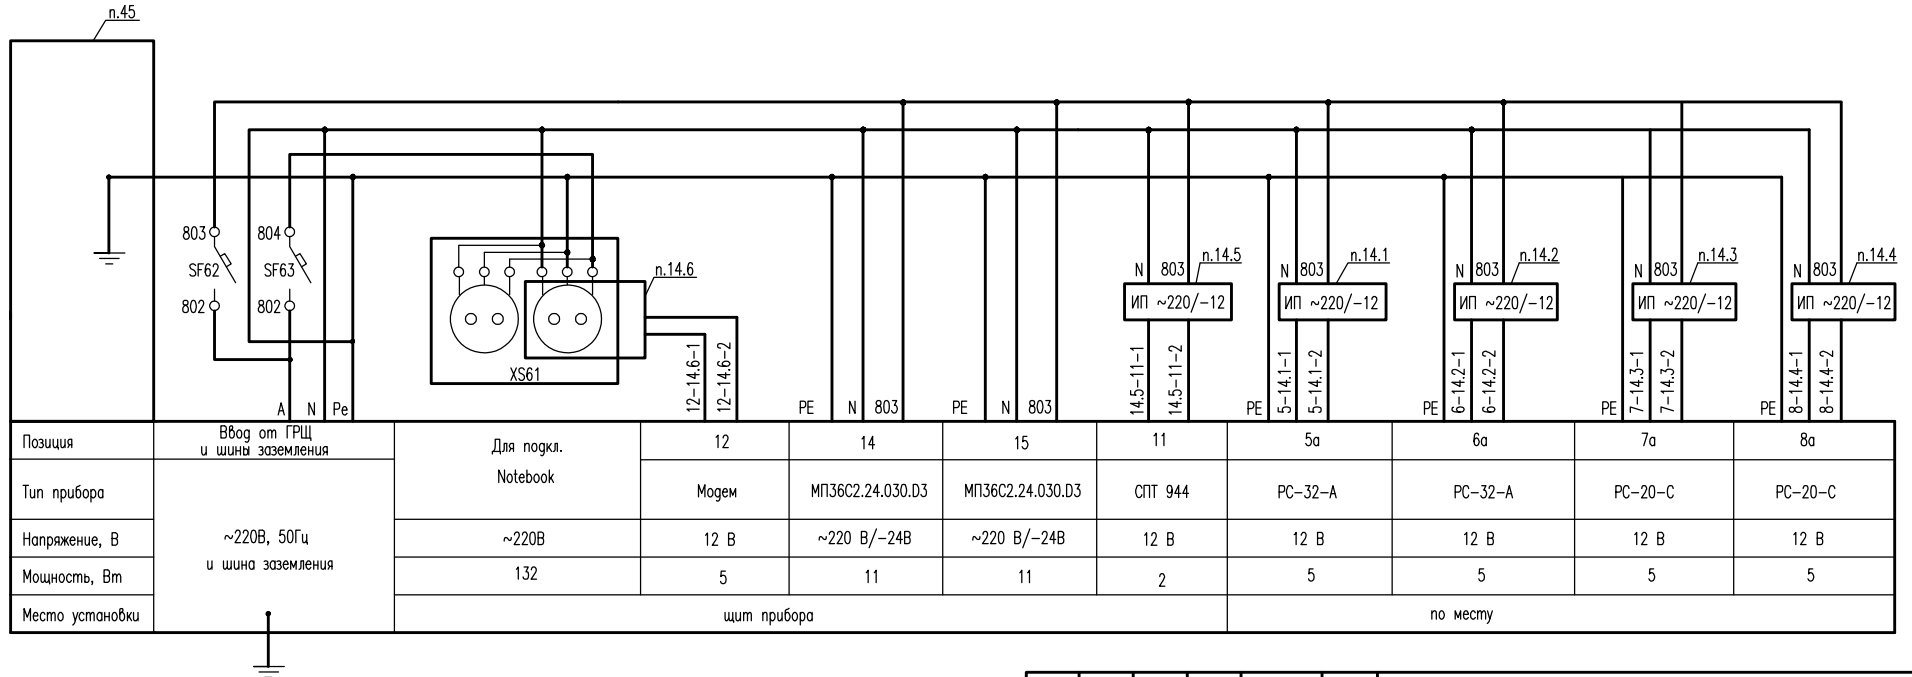 п.45
803
804
SF62
SF63
802
802
A N Pe
XS61
п.14.6
12-14.6-1
12-14.6-2
PE N 803
PE N 803
N 803
п.14.5
ИП ~220/-12
14.5-11-1
14.5-11-2
N 803
п.14.1
ИП ~220/-12
PE
5-14.1-1
5-14.1-2
N 803
п.14.2
ИП ~220/-12
PE
6-14.2-1
6-14.2-2
N 803
п.14.3
ИП ~220/-12
PE
7-14.3-1
7-14.3-2
N 803
п.14.4
ИП ~220/-12
PE
8-14.4-1
8-14.4-2
Позиция
Ввод от ГРЩ
и шины заземления
Для подкл.
Notebook
12 14 15 11 5а 6а 7а 8а
Тип прибора
Модем МП36С2.24.030.D3 МП36С2.24.030.D3 СПТ 944 РС-32-А РС-32-А РС-20-С РС-20-С
Напряжение, В
~220В, 50Гц
и шина заземления
~220В 12 В ~220 В/-24В ~220 В/-24В 12 В 12 В 12 В 12 В 12 В
Мощность, Вт
132 5 11 11 2 5 5 5 5
Место установки
щит прибора
по месту